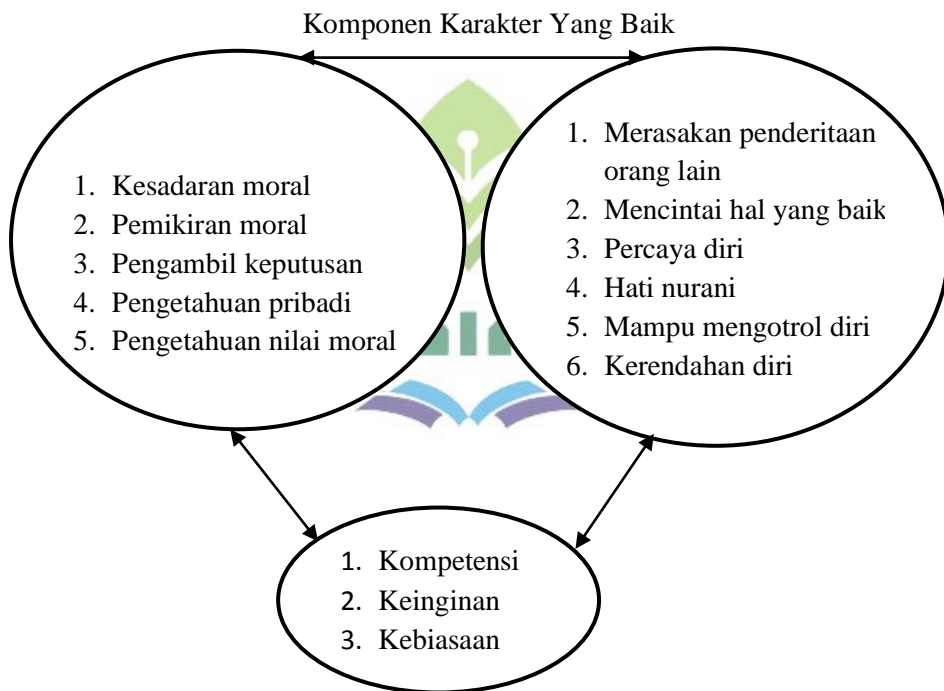 Komponen Karakter Yang Baik
1. Kesadaran moral
2. Pemikiran moral
3. Pengambil keputusan
4. Pengetahuan pribadi
5. Pengetahuan nilai moral
1. Merasakan penderitaan
orang lain
2. Mencintai hal yang baik
3. Percaya diri
4. Hati nurani
5. Mampu mengotrol diri
6. Kerendahan diri
1. Kompetensi
2. Keinginan
3. Kebiasaan